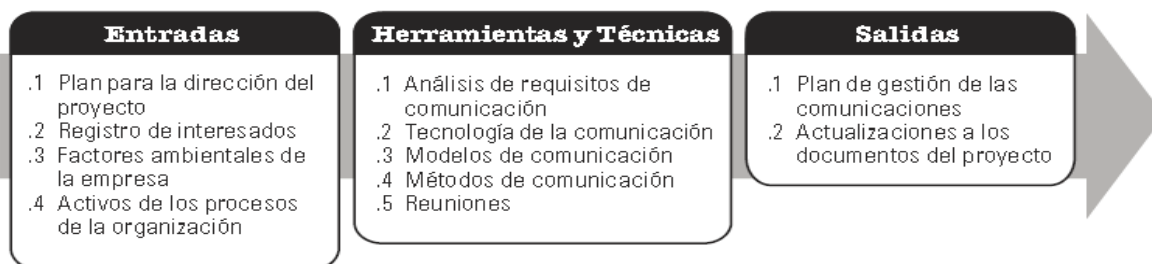 Entradas
.1 Plan para la dirección del
proyecto
.2 Registro de interesados
.3 Factores ambientales de
la empresa
.4 Activos de los procesos
de la organización
Herramientas y Técnicas
.1 Análisis de requisitos de
comunicación
.2 Tecnología de la comunicación
.3 Modelos de comunicación
.4 Métodos de comunicación
.5 Reuniones
Salidas
.1 Plan de gestión de las
comunicaciones
.2 Actualizaciones a los
documentos del proyecto